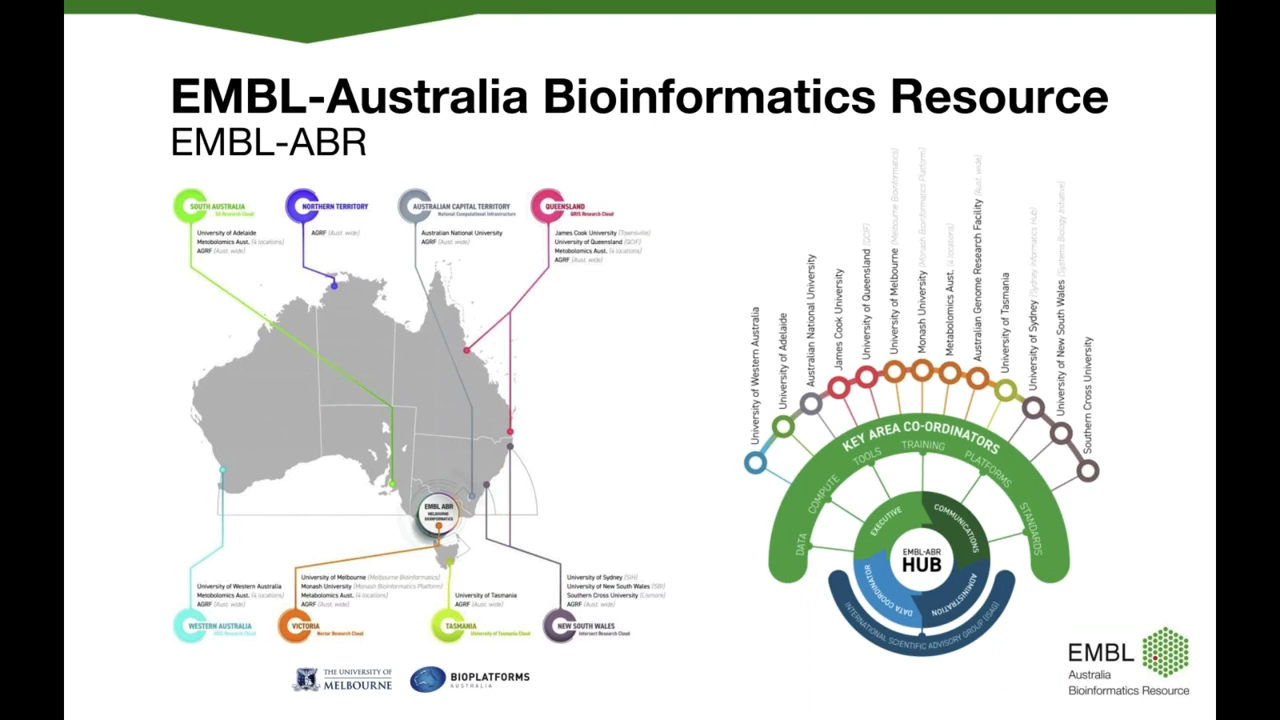 EMBL-Australia Bioinformatics Resource
EMBL-ABR
SOUTH AUSTRALIA
SA Research Cloud
University of Adelaide
Metabolomics Aust. (4 locations)
AGRF (Aust. wide)
NORTHERN TERRITORY
AGRF (Aust. wide)
AUSTRALIAN CAPITAL TERRITORY
National Computational Infrastructure
Australian National University
AGRF (Aust. wide)
QUEENSLAND
QRIS Research Cloud
James Cook University (Townsville)
University of Queensland (QCIF)
Metabolomics Aust. (4 locations)
AGRF (Aust. wide)
EMBL ABR
MELBOURNE
BIOINFORMATICS
University of Western Australia
Metabolomics Aust. (4 locations)
AGRF (Aust. wide)
WESTERN AUSTRALIA
Research Cloud
University of Melbourne (Melbourne Bioinformatics)
Monash University (Monash Bioinformatics Platform)
Metabolomics Aust. (4 locations)
AGRF (Aust. wide)
VICTORIA
Nectar Research Cloud
University of Tasmania
AGRF (Aust. wide)
TASMANIA
University of Tasmania Cloud
University of Sydney (SIH)
University of New South Wales (SBI)
Southern Cross University (Lismore)
AGRF (Aust. wide)
NEW SOUTH WALES
Intersect Research Cloud
University of Western Australia
University of Adelaide
Australian National University
James Cook University
University of Queensland (QCIF)
University of Melbourne (Melbourne Bioinformatics)
Monash University (Monash Bioinformatics Platform)
Metabolomics Aust. (4 locations)
Australian Genome Research Facility (Aust. wide)
University of Tasmania
University of Sydney (Sydney Informatics Hub)
University of New South Wales (Systems Biology Initiative)
Southern Cross University
KEY AREA CO-ORDINATORS
DATA
COMPUTE
TOOLS
TRAINING
PLATFORMS
STANDARDS
EXECUTIVE
COMMUNICATIONS
EMBL-ABR
HUB
DATA COORDINATOR
ADMINISTRATION
INTERNATIONAL SCIENTIFIC ADVISORY GROUP (ISAG)
THE UNIVERSITY OF
MELBOURNE
BIOPLATFORMS
AUSTRALIA
EMBL
Australia
Bioinformatics Resource